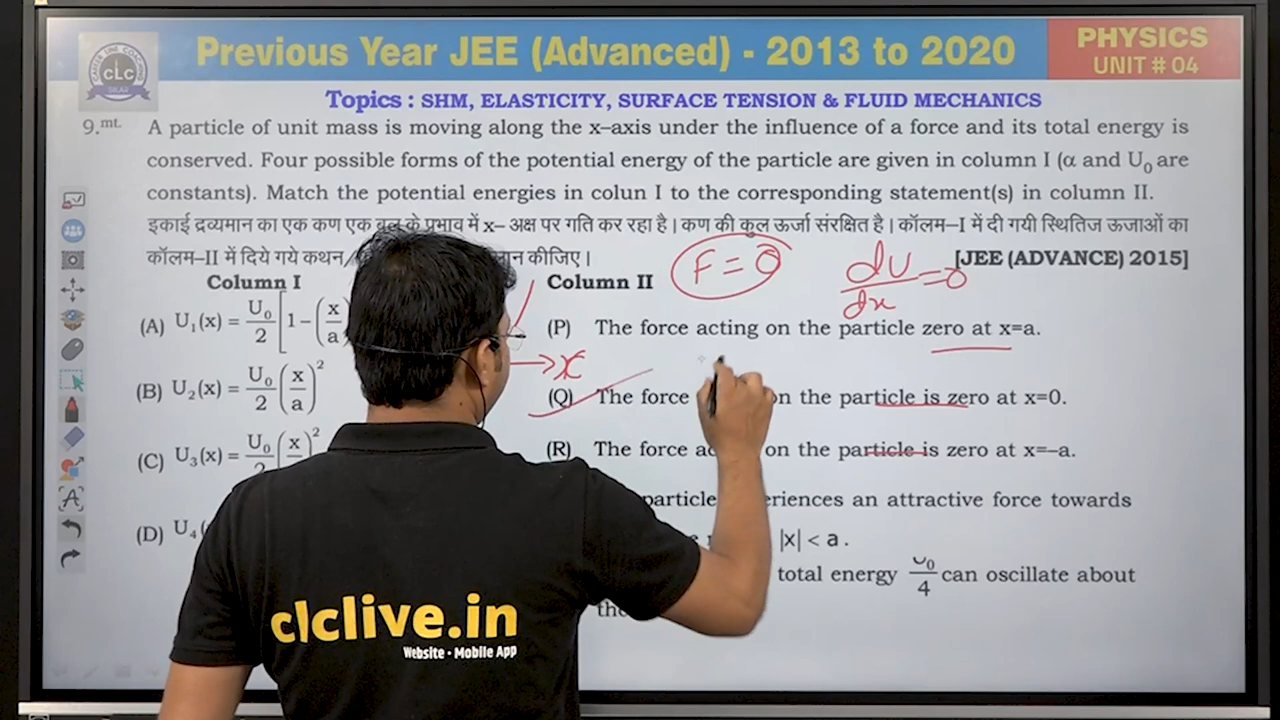 Previous Year JEE (Advanced) - 2013 to 2020
PHYSICS
UNIT # 04
CLC
Topics : SHM, ELASTICITY, SURFACE TENSION & FLUID MECHANICS
9.mt. A particle of unit mass is moving along the x–axis under the influence of a force and its total energy is
conserved. Four possible forms of the potential energy of the particle are given in column I (α and U₀ are
constants). Match the potential energies in colun I to the corresponding statement(s) in column II.
इकाई द्रव्यमान का एक कण एक बल के प्रभाव में x– अक्ष पर गति कर रहा है। कण की कुल ऊर्जा संरक्षित है। कॉलम–I में दी गयी स्थितिज ऊजाओं का
कॉलम–II में दिये गये कथन कीजिए।
[JEE (ADVANCE) 2015]
F = 0
dU/dx = 0
Column I
Column II
(A) U₁(x) = U₀/2 [1 – (x/a)
(P) The force acting on the particle zero at x=a.
→ x
(B) U₂(x) = U₀/2 (x/a)²
(Q) The force on the particle is zero at x=0.
(C) U₃(x) = U₀/2 (x/a)²
(R) The force on the particle is zero at x=–a.
(D) U₄(
particle an attractive force towards
|x| < a .
total energy U₀/4 can oscillate about
clclive.in
Website - Mobile App